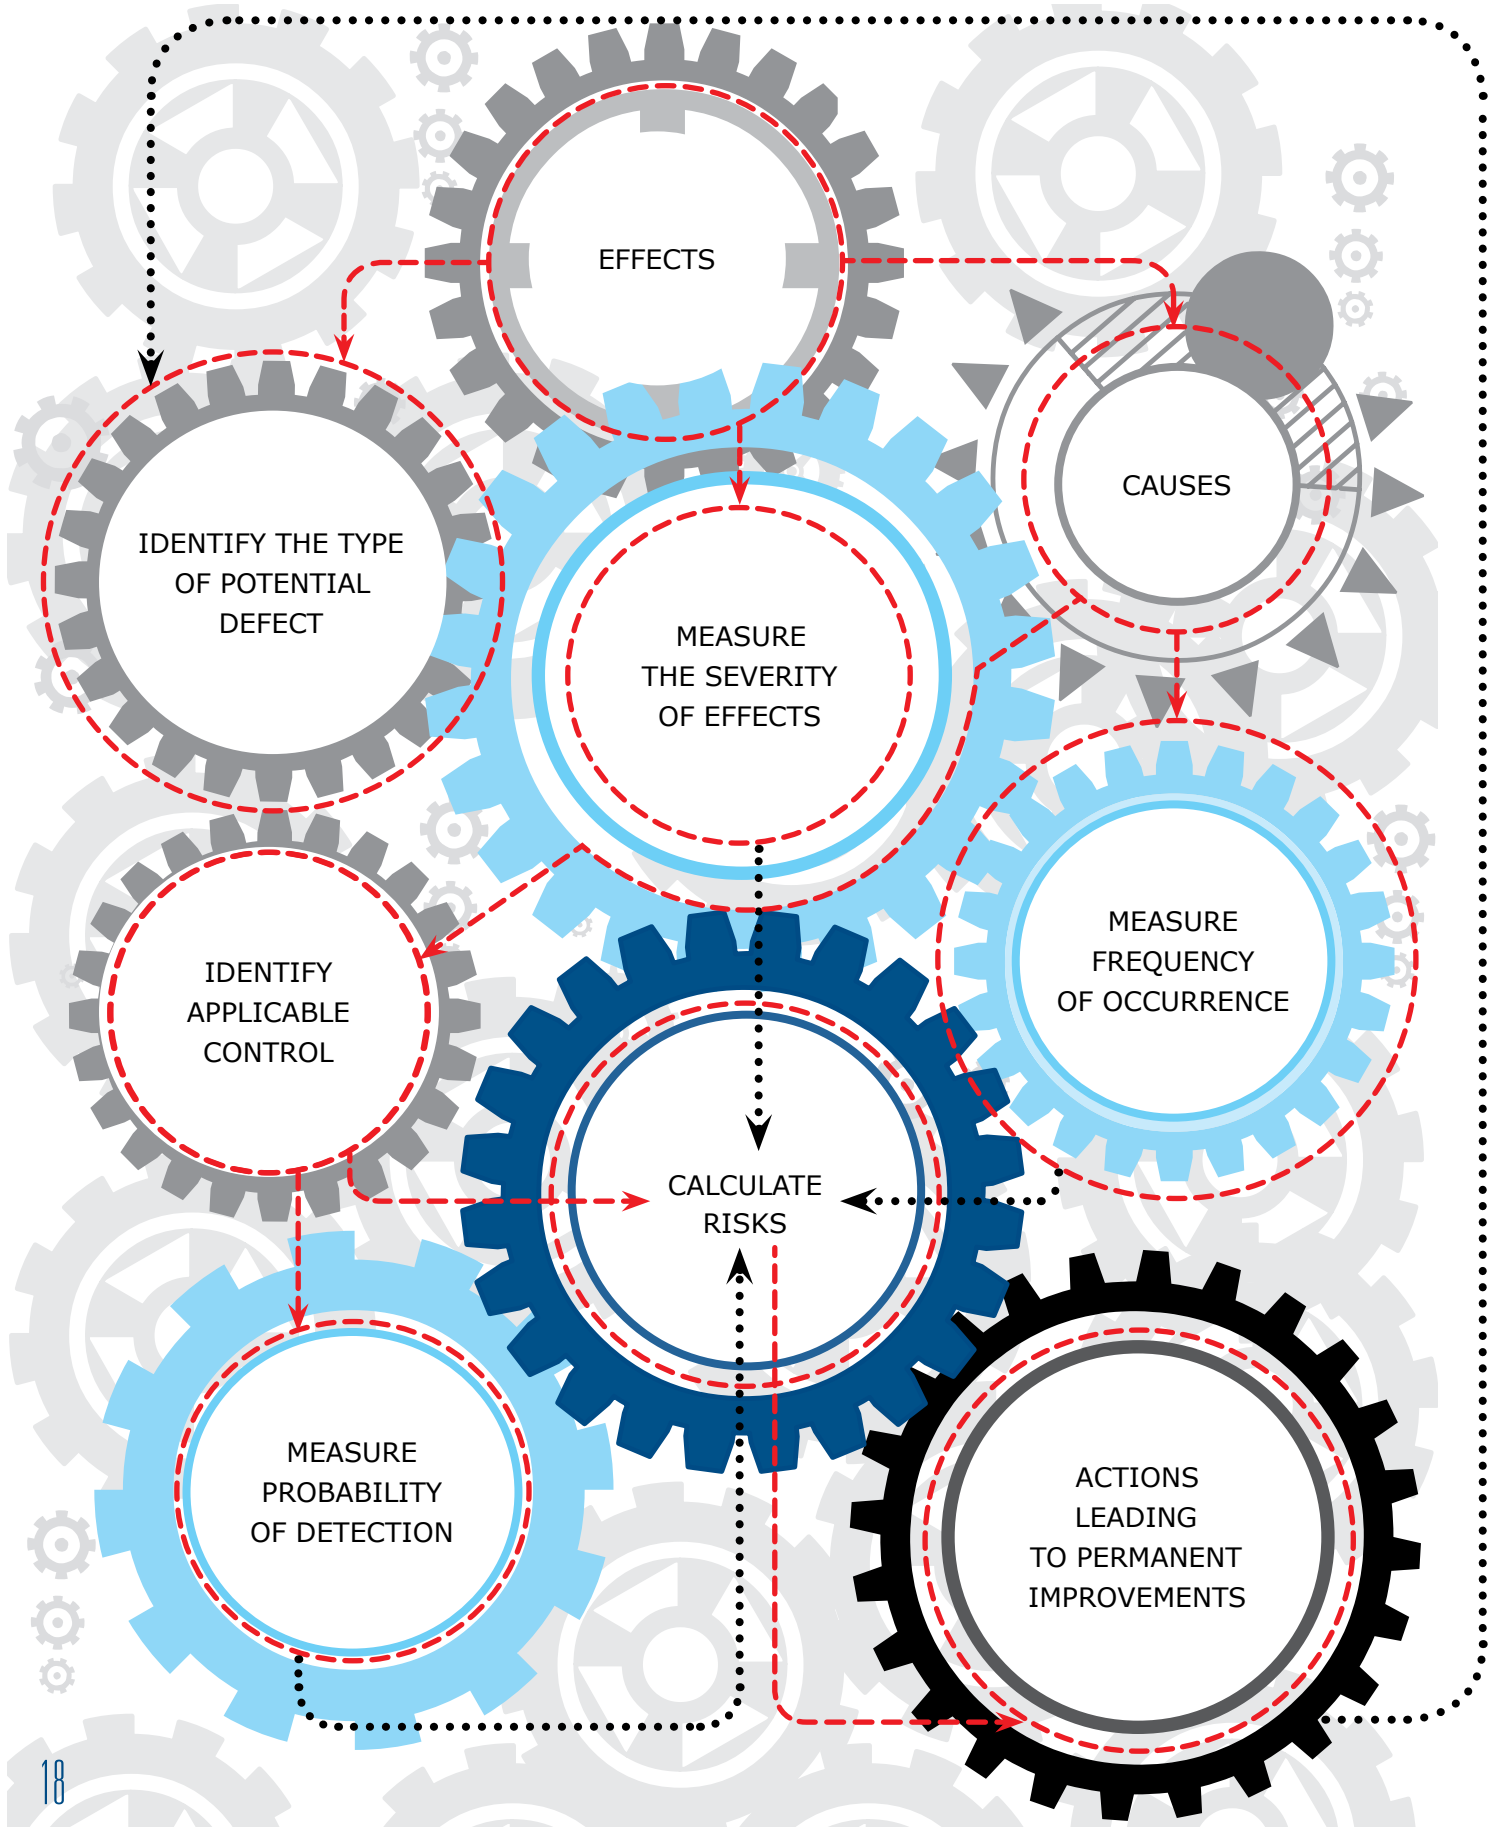 EFFECTS
CAUSES
IDENTIFY THE TYPE
OF POTENTIAL
DEFECT
MEASURE
THE SEVERITY
OF EFFECTS
MEASURE
FREQUENCY
OF OCCURRENCE
IDENTIFY
APPLICABLE
CONTROL
CALCULATE
RISKS
MEASURE
PROBABILITY
OF DETECTION
ACTIONS
LEADING
TO PERMANENT
IMPROVEMENTS
18